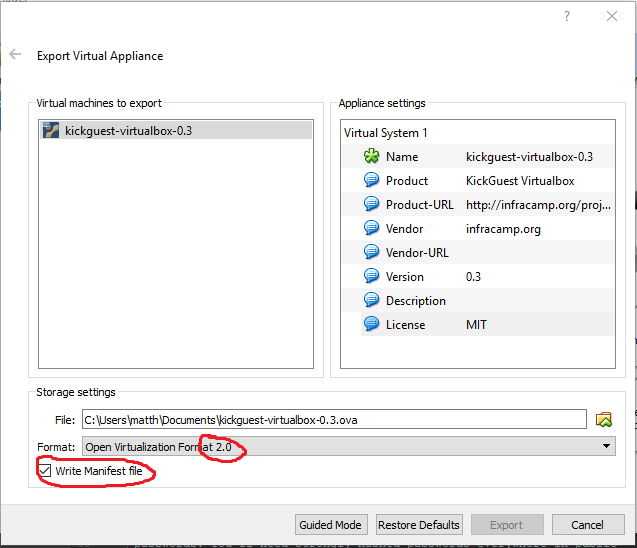 ?
Export Virtual Appliance
Virtual machines to export
kickguest-virtualbox-0.3
Appliance settings
Virtual System 1
Name kickguest-virtualbox-0.3
Product KickGuest Virtualbox
Product-URL http://infracamp.org/proj...
Vendor infracamp.org
Vendor-URL
Version 0.3
Description
License MIT
Storage settings
File: C:\Users\matth\Documents\kickguest-virtualbox-0.3.ova
Format: Open Virtualization Format 2.0
Write Manifest file
Guided Mode Restore Defaults Export Cancel